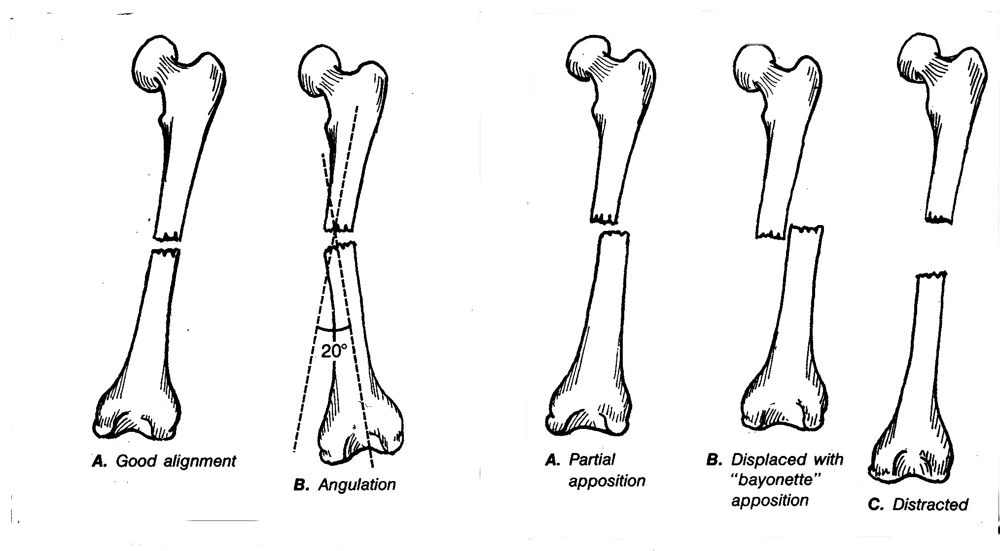 20°
A. Good alignment
B. Angulation
A. Partial
apposition
B. Displaced with
“bayonette”
apposition
C. Distracted